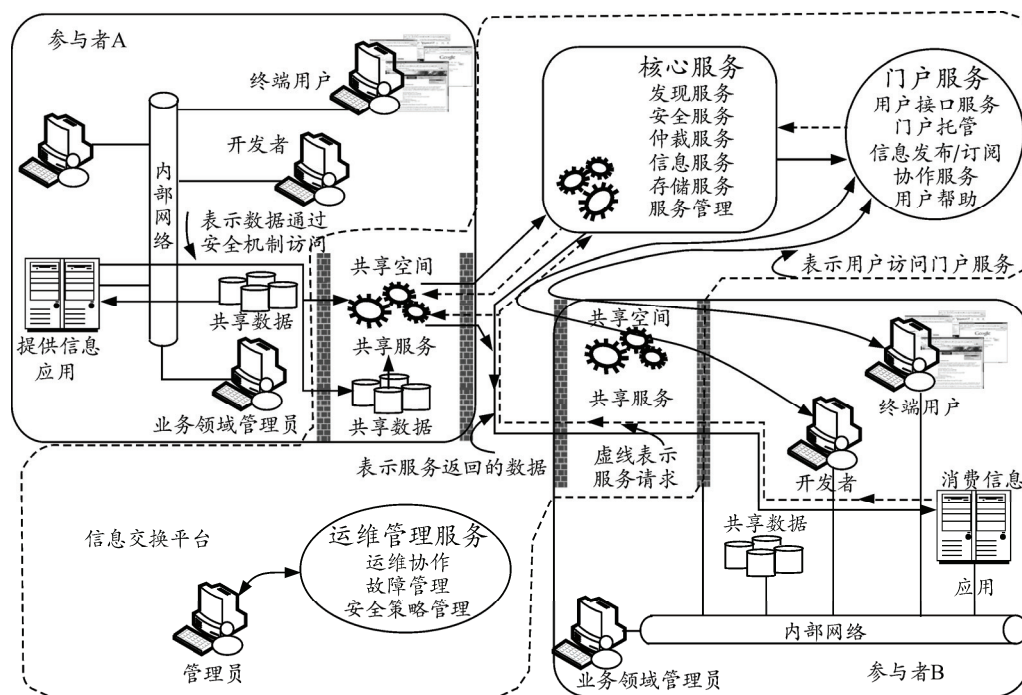 参与者A
终端用户
开发者
内部网络
表示数据通过
安全机制访问
共享数据
提供信息
应用
业务领域管理员
共享空间
共享服务
共享数据
核心服务
发现服务
安全服务
仲裁服务
信息服务
存储服务
服务管理
门户服务
用户接口服务
门户托管
信息发布/订阅
协作服务
用户帮助
表示用户访问门户服务
表示服务返回的数据
虚线表示
服务请求
共享空间
共享服务
终端用户
开发者
消费信息
应用
共享数据
内部网络
业务领域管理员
参与者B
信息交换平台
运维管理服务
运维协作
故障管理
安全策略管理
管理员